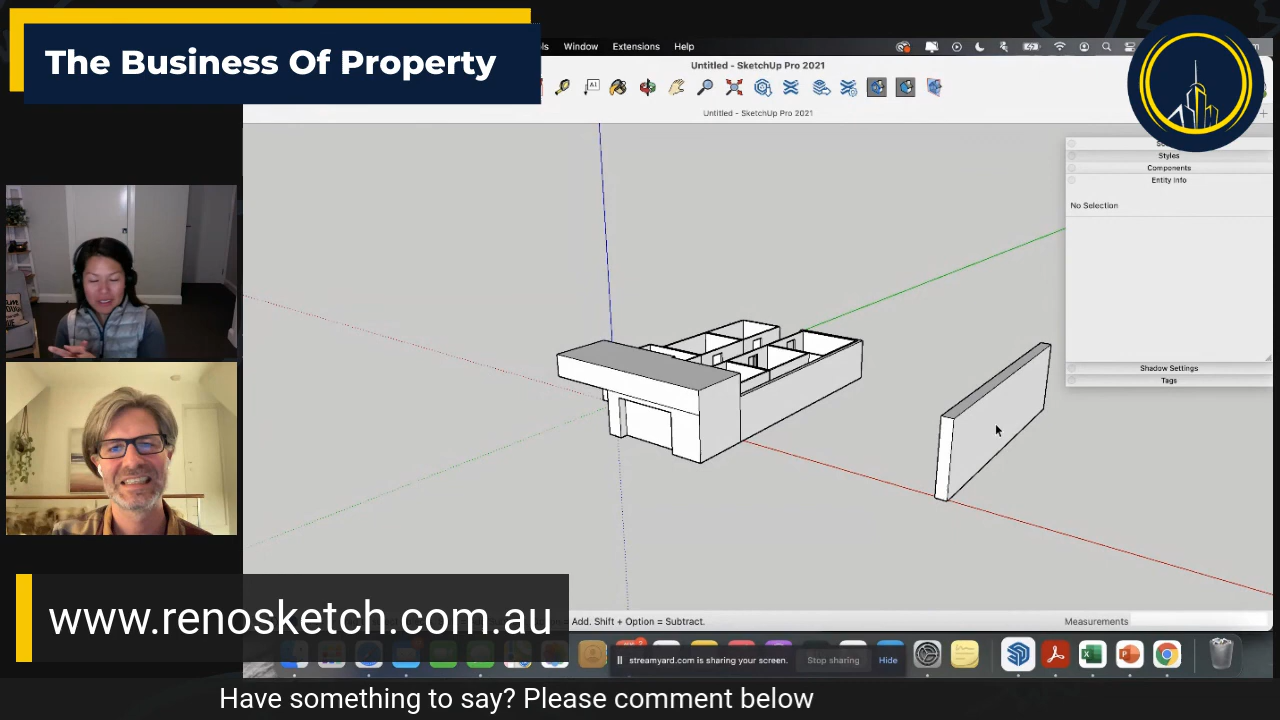 The Business Of Property
Window
Extensions
Help
Untitled - SketchUp Pro 2021
Untitled - SketchUp Pro 2021
Styles
Components
Entity Info
No Selection
Shadow Settings
Tags
www.renosketch.com.au
= Add. Shift + Option = Subtract.
Measurements
streamyard.com is sharing your screen.
Stop sharing
Hide
Have something to say? Please comment below